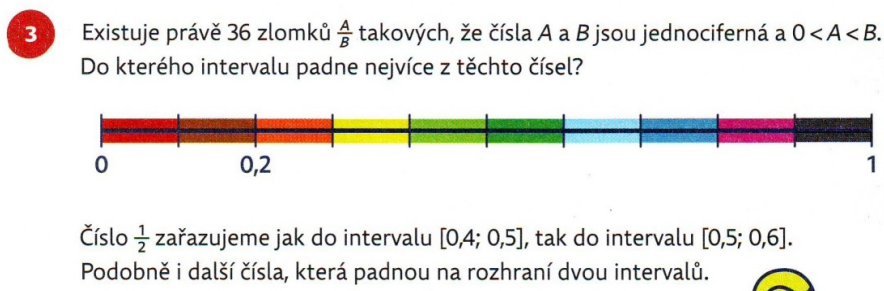 3
Existuje právě 36 zlomků A/B takových, že čísla A a B jsou jednociferná a 0 < A < B.
Do kterého intervalu padne nejvíce z těchto čísel?
0 0,2 1
Číslo 1/2 zařazujeme jak do intervalu [0,4; 0,5], tak do intervalu [0,5; 0,6].
Podobně i další čísla, která padnou na rozhraní dvou intervalů.